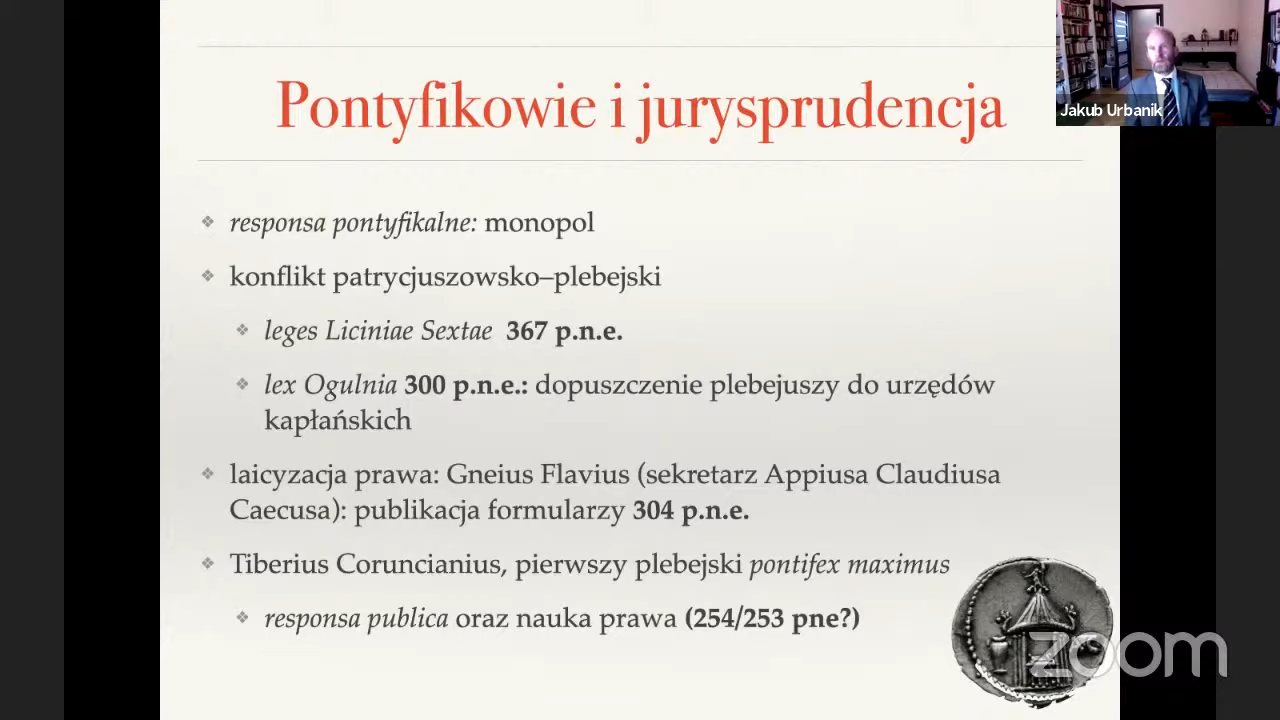 Pontyfikowie i jurysprudencja
Jakub Urbanik
❖ responsa pontyfikalne: monopol
❖ konflikt patrycjuszowsko–plebejski
❖ leges Liciniae Sextae 367 p.n.e.
❖ lex Ogulnia 300 p.n.e.: dopuszczenie plebejuszy do urzędów
kapłańskich
❖ laicyzacja prawa: Gneius Flavius (sekretarz Appiusa Claudiusa
Caecusa): publikacja formularzy 304 p.n.e.
❖ Tiberius Coruncianius, pierwszy plebejski pontifex maximus
❖ responsa publica oraz nauka prawa (254/253 pne?)
zoom